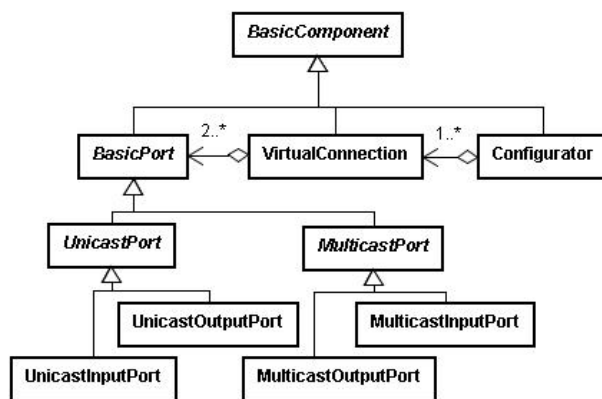 BasicComponent
2..*
1..*
BasicPort
VirtualConnection
Configurator
UnicastPort
MulticastPort
UnicastOutputPort
MulticastInputPort
UnicastInputPort
MulticastOutputPort